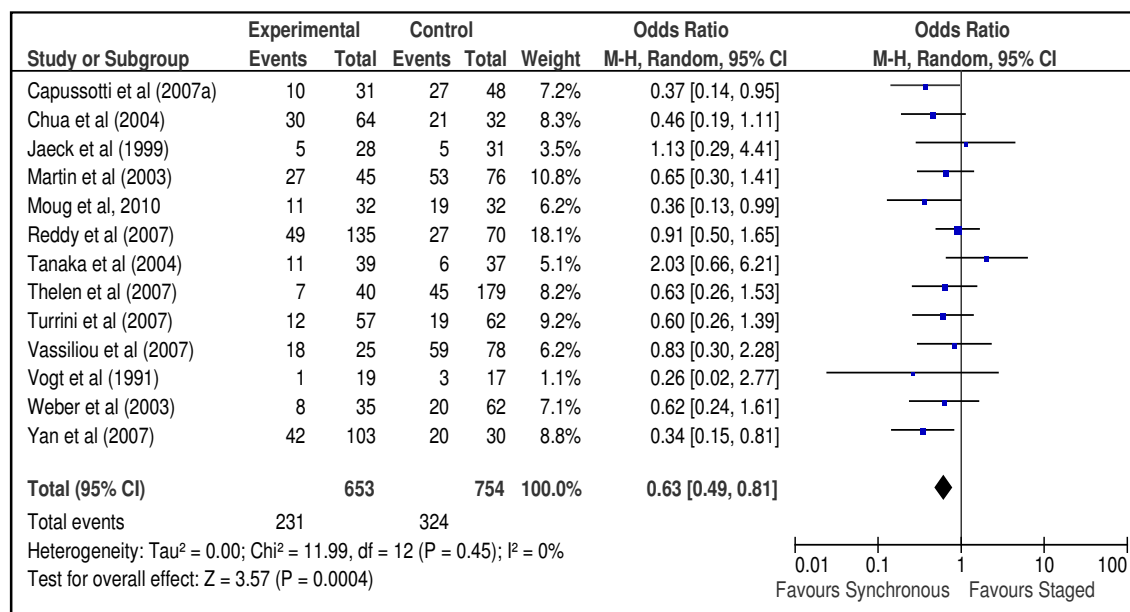 Experimental Control Odds Ratio Odds Ratio
Study or Subgroup Events Total Events Total Weight M-H, Random, 95% CI M-H, Random, 95% CI
Capussotti et al (2007a) 10 31 27 48 7.2% 0.37 [0.14, 0.95]
Chua et al (2004) 30 64 21 32 8.3% 0.46 [0.19, 1.11]
Jaeck et al (1999) 5 28 5 31 3.5% 1.13 [0.29, 4.41]
Martin et al (2003) 27 45 53 76 10.8% 0.65 [0.30, 1.41]
Moug et al, 2010 11 32 19 32 6.2% 0.36 [0.13, 0.99]
Reddy et al (2007) 49 135 27 70 18.1% 0.91 [0.50, 1.65]
Tanaka et al (2004) 11 39 6 37 5.1% 2.03 [0.66, 6.21]
Thelen et al (2007) 7 40 45 179 8.2% 0.63 [0.26, 1.53]
Turrini et al (2007) 12 57 19 62 9.2% 0.60 [0.26, 1.39]
Vassiliou et al (2007) 18 25 59 78 6.2% 0.83 [0.30, 2.28]
Vogt et al (1991) 1 19 3 17 1.1% 0.26 [0.02, 2.77]
Weber et al (2003) 8 35 20 62 7.1% 0.62 [0.24, 1.61]
Yan et al (2007) 42 103 20 30 8.8% 0.34 [0.15, 0.81]
Total (95% CI) 653 754 100.0% 0.63 [0.49, 0.81]
Total events 231 324
Heterogeneity: Tau² = 0.00; Chi² = 11.99, df = 12 (P = 0.45); I² = 0%
Test for overall effect: Z = 3.57 (P = 0.0004)
0.01 0.1 1 10 100
Favours Synchronous Favours Staged